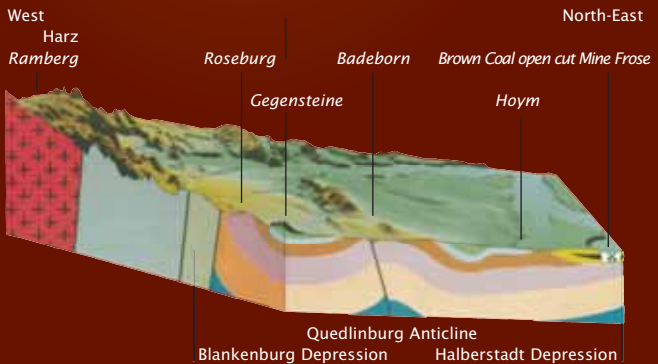 West
North-East
Harz
Ramberg
Roseburg
Badeborn
Brown Coal open cut Mine Frose
Gegensteine
Hoym
Quedlinburg Anticline
Blankenburg Depression
Halberstadt Depression